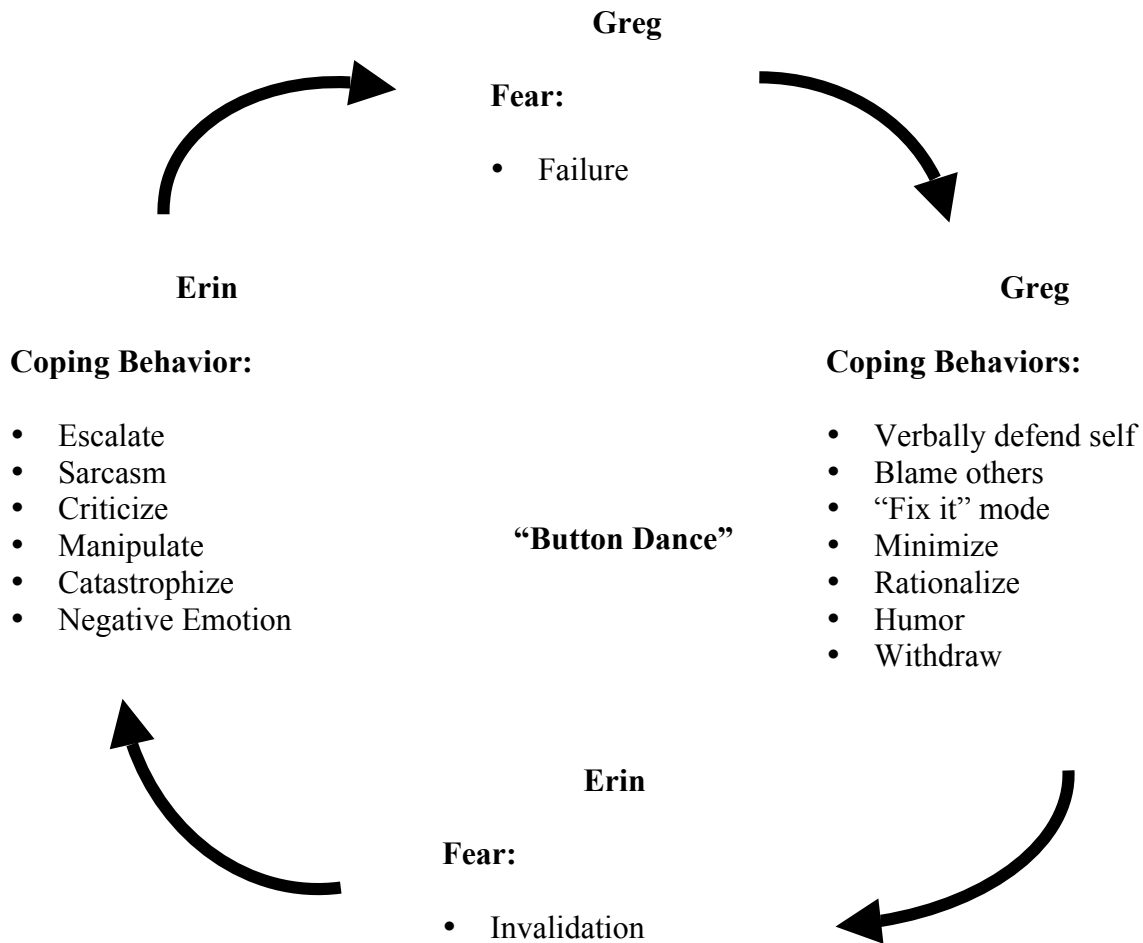 Greg
Fear:
• Failure
Erin
Coping Behavior:
• Escalate
• Sarcasm
• Criticize
• Manipulate
• Catastrophize
• Negative Emotion
“Button Dance”
Greg
Coping Behaviors:
• Verbally defend self
• Blame others
• “Fix it” mode
• Minimize
• Rationalize
• Humor
• Withdraw
Erin
Fear:
• Invalidation